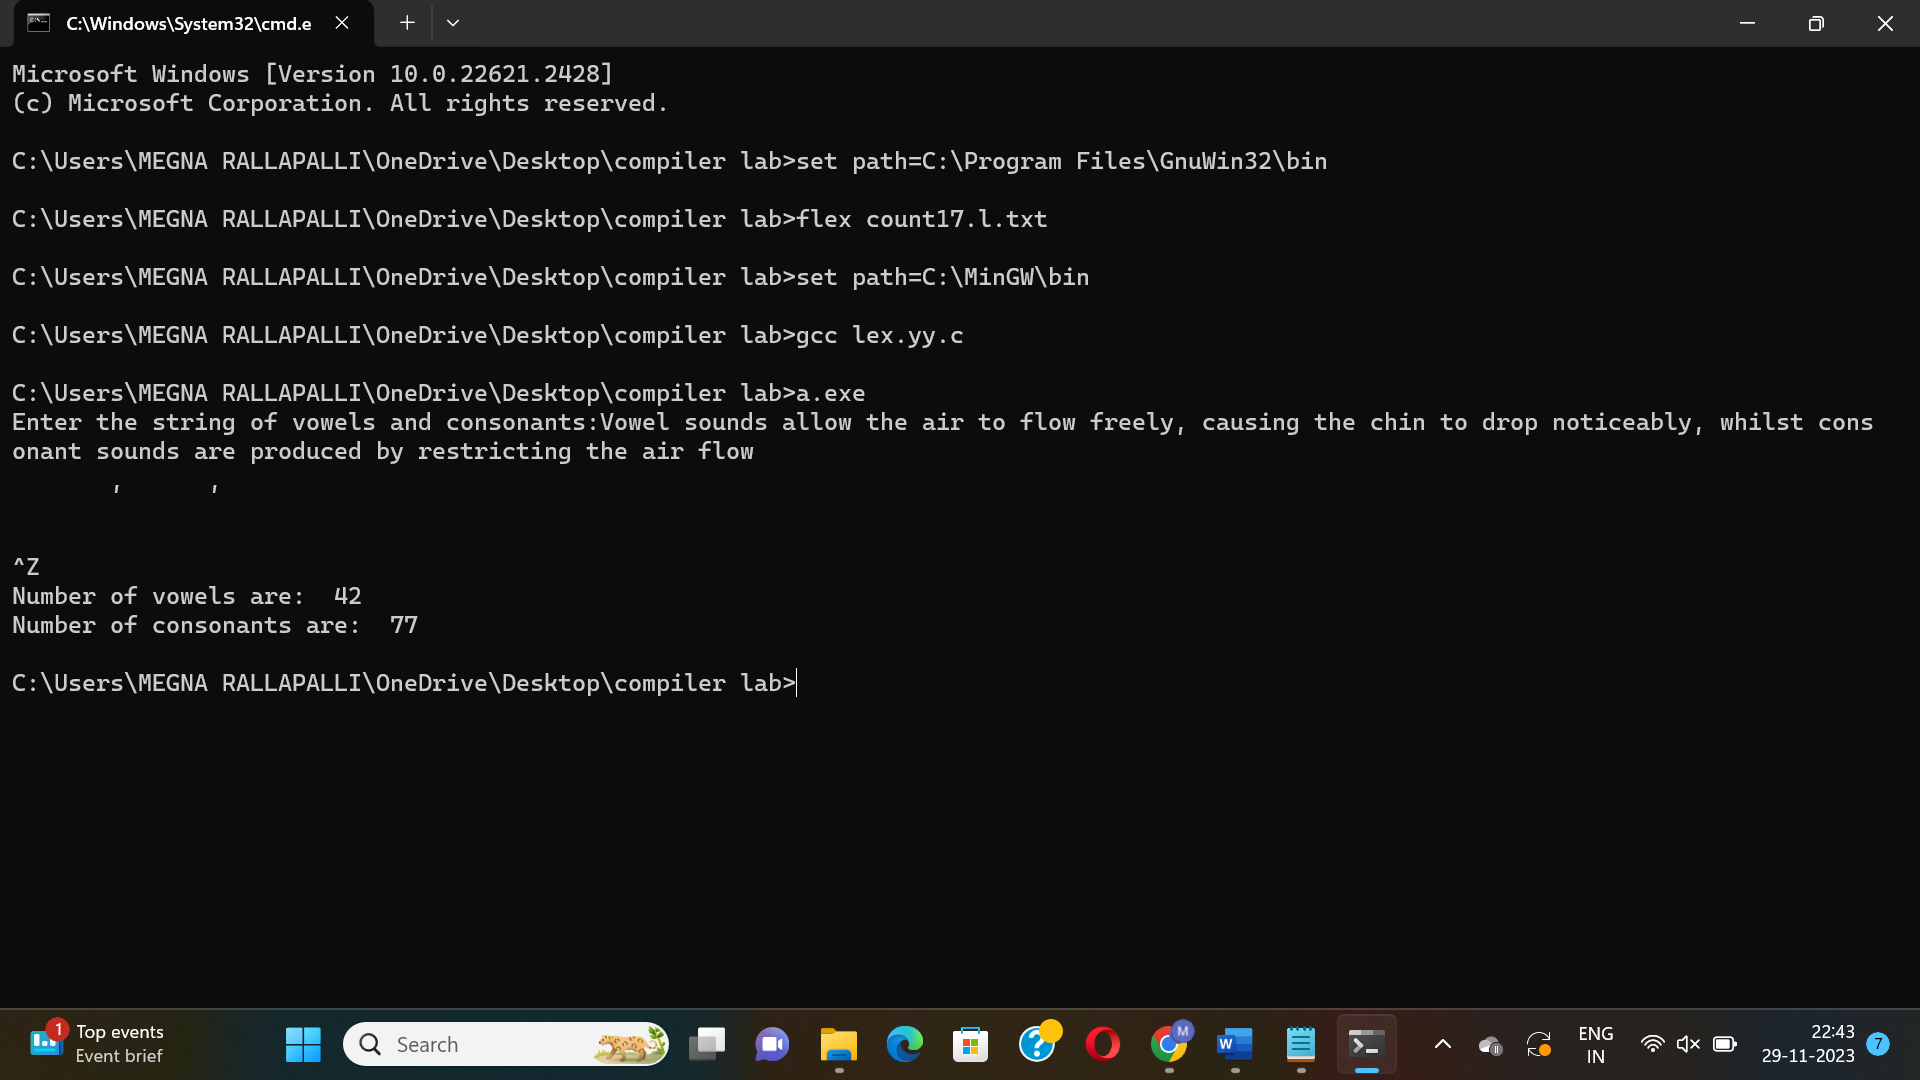 C:\Windows\System32\cmd.e
Microsoft Windows [Version 10.0.22621.2428]
(c) Microsoft Corporation. All rights reserved.
C:\Users\MEGNA RALLAPALLI\OneDrive\Desktop\compiler lab>set path=C:\Program Files\GnuWin32\bin
C:\Users\MEGNA RALLAPALLI\OneDrive\Desktop\compiler lab>flex count17.l.txt
C:\Users\MEGNA RALLAPALLI\OneDrive\Desktop\compiler lab>set path=C:\MinGW\bin
C:\Users\MEGNA RALLAPALLI\OneDrive\Desktop\compiler lab>gcc lex.yy.c
C:\Users\MEGNA RALLAPALLI\OneDrive\Desktop\compiler lab>a.exe
Enter the string of vowels and consonants:Vowel sounds allow the air to flow freely, causing the chin to drop noticeably, whilst cons
onant sounds are produced by restricting the air flow
, ,
^Z
Number of vowels are:  42
Number of consonants are:  77
C:\Users\MEGNA RALLAPALLI\OneDrive\Desktop\compiler lab>
1
Top events
Event brief
Search
M
W
ENG
IN
22:43
29-11-2023
7